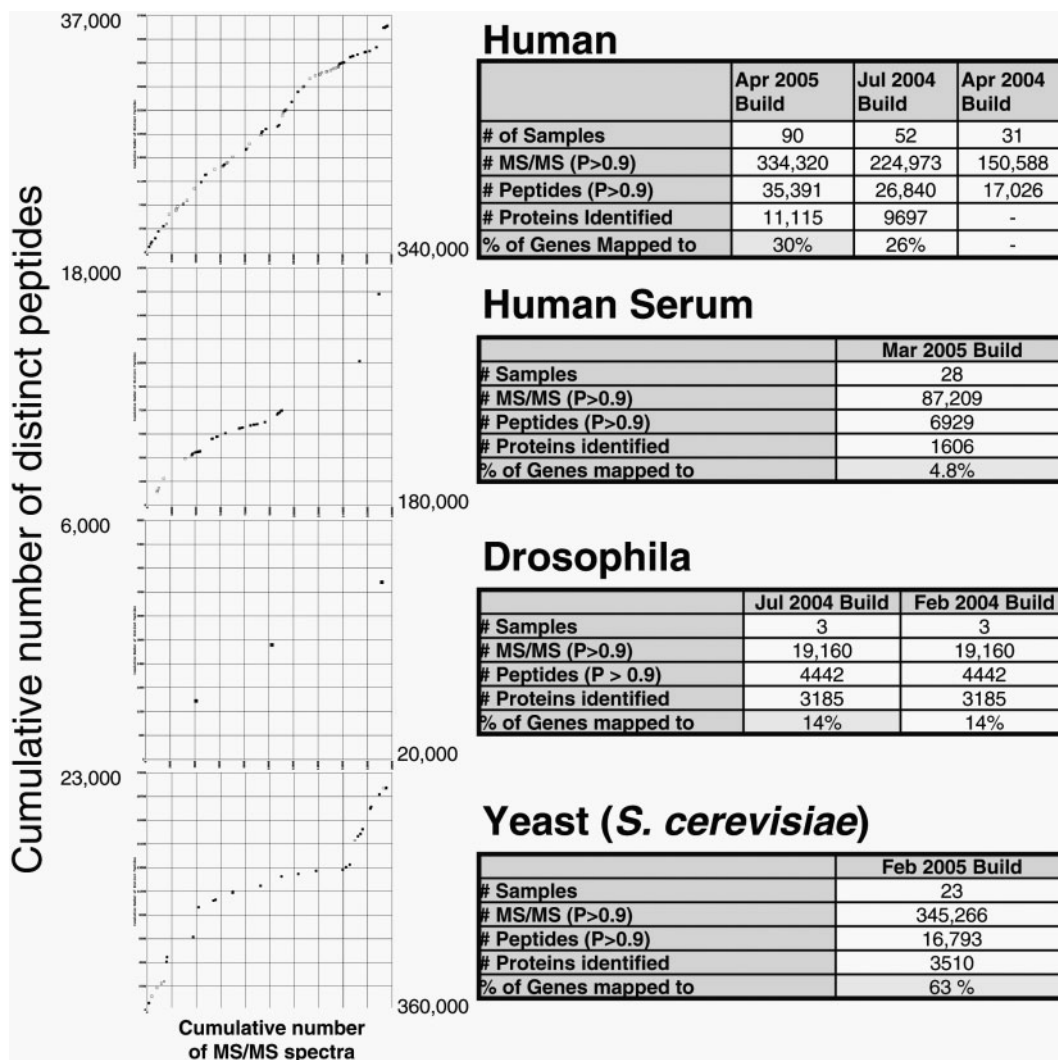 Cumulative number of distinct peptides
37,000
340,000
Human
Apr 2005 Build Jul 2004 Build Apr 2004 Build
# of Samples 90 52 31
# MS/MS (P>0.9) 334,320 224,973 150,588
# Peptides (P>0.9) 35,391 26,840 17,026
# Proteins Identified 11,115 9697 -
% of Genes Mapped to 30% 26% -
18,000
180,000
Human Serum
Mar 2005 Build
# Samples 28
# MS/MS (P>0.9) 87,209
# Peptides (P>0.9) 6929
# Proteins identified 1606
% of Genes mapped to 4.8%
6,000
20,000
Drosophila
Jul 2004 Build Feb 2004 Build
# Samples 3 3
# MS/MS (P>0.9) 19,160 19,160
# Peptides (P > 0.9) 4442 4442
# Proteins identified 3185 3185
% of Genes mapped to 14% 14%
23,000
360,000
Yeast (S. cerevisiae)
Feb 2005 Build
# Samples 23
# MS/MS (P>0.9) 345,266
# Peptides (P>0.9) 16,793
# Proteins identified 3510
% of Genes mapped to 63 %
Cumulative number
of MS/MS spectra